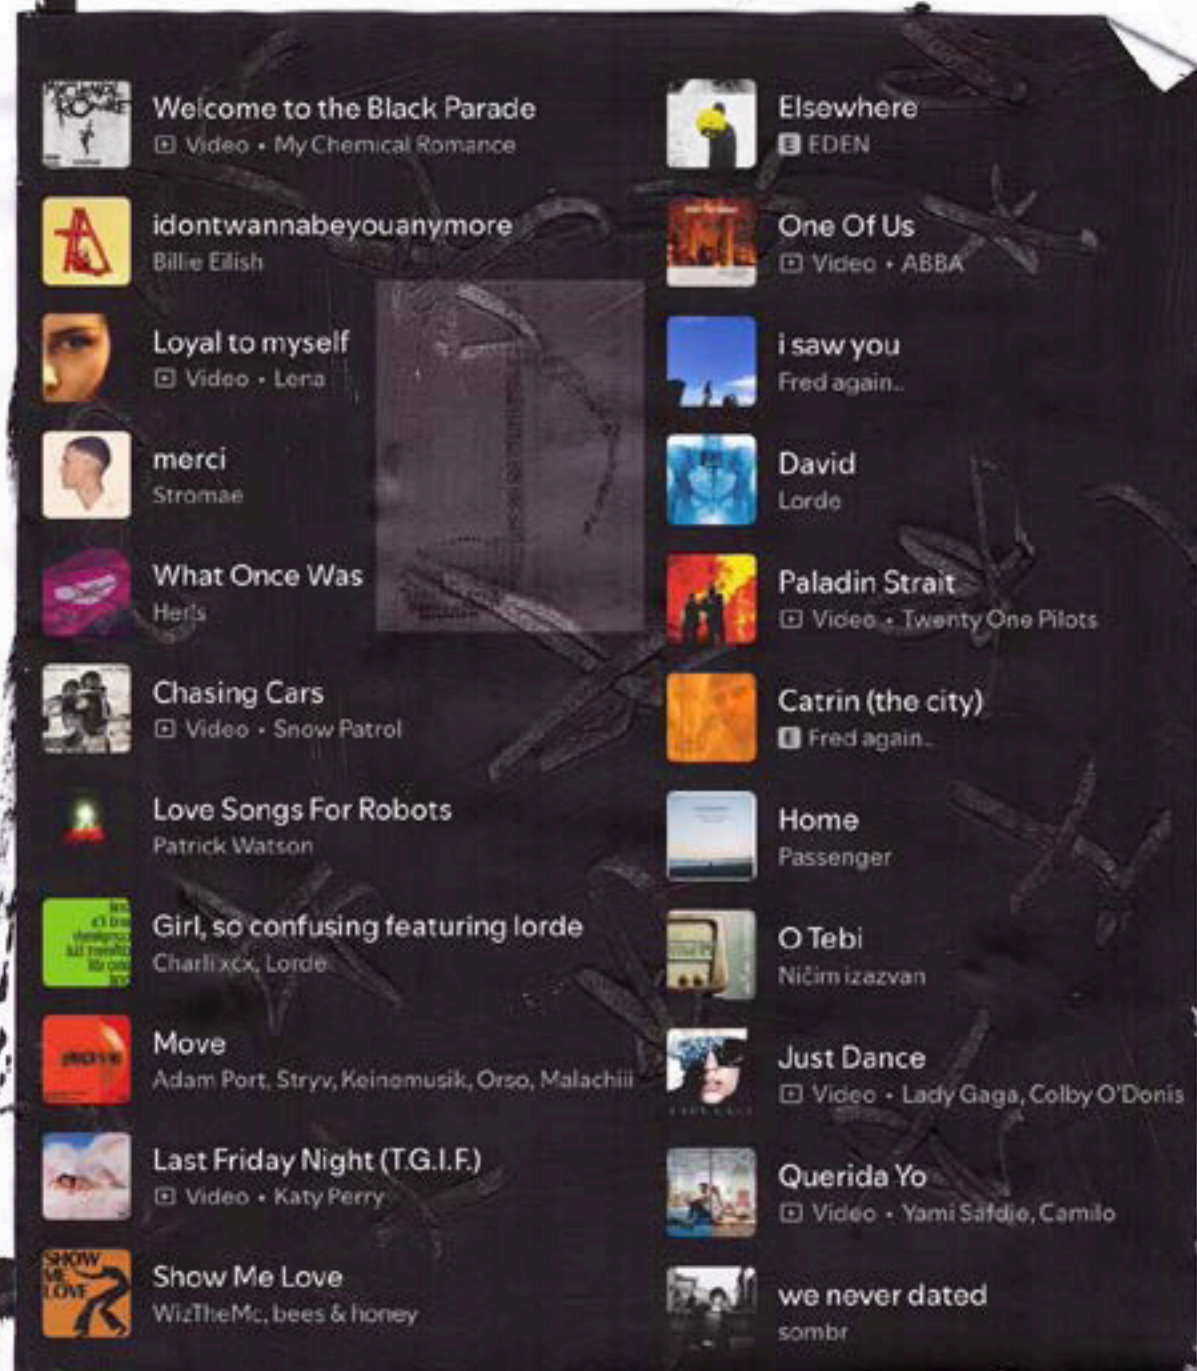 Welcome to the Black Parade
Video • My Chemical Romance
idontwannabeyouanymore
Billie Eilish
Loyal to myself
Video • Lena
merci
Stromae
What Once Was
Her's
Chasing Cars
Video • Snow Patrol
Love Songs For Robots
Patrick Watson
Girl, so confusing featuring lorde
Charli xcx, Lorde
Move
Adam Port, Stryv, Keinemusik, Orso, Malachiii
Last Friday Night (T.G.I.F.)
Video • Katy Perry
SHOW
ME
LOVE
Show Me Love
WizTheMc, bees & honey
Elsewhere
E EDEN
One Of Us
Video • ABBA
i saw you
Fred again..
David
Lorde
Paladin Strait
Video • Twenty One Pilots
Catrin (the city)
E Fred again..
Home
Passenger
O Tebi
Ničim izazvan
Just Dance
Video • Lady Gaga, Colby O'Donis
Querida Yo
Video • Yami Safdie, Camilo
we never dated
sombr